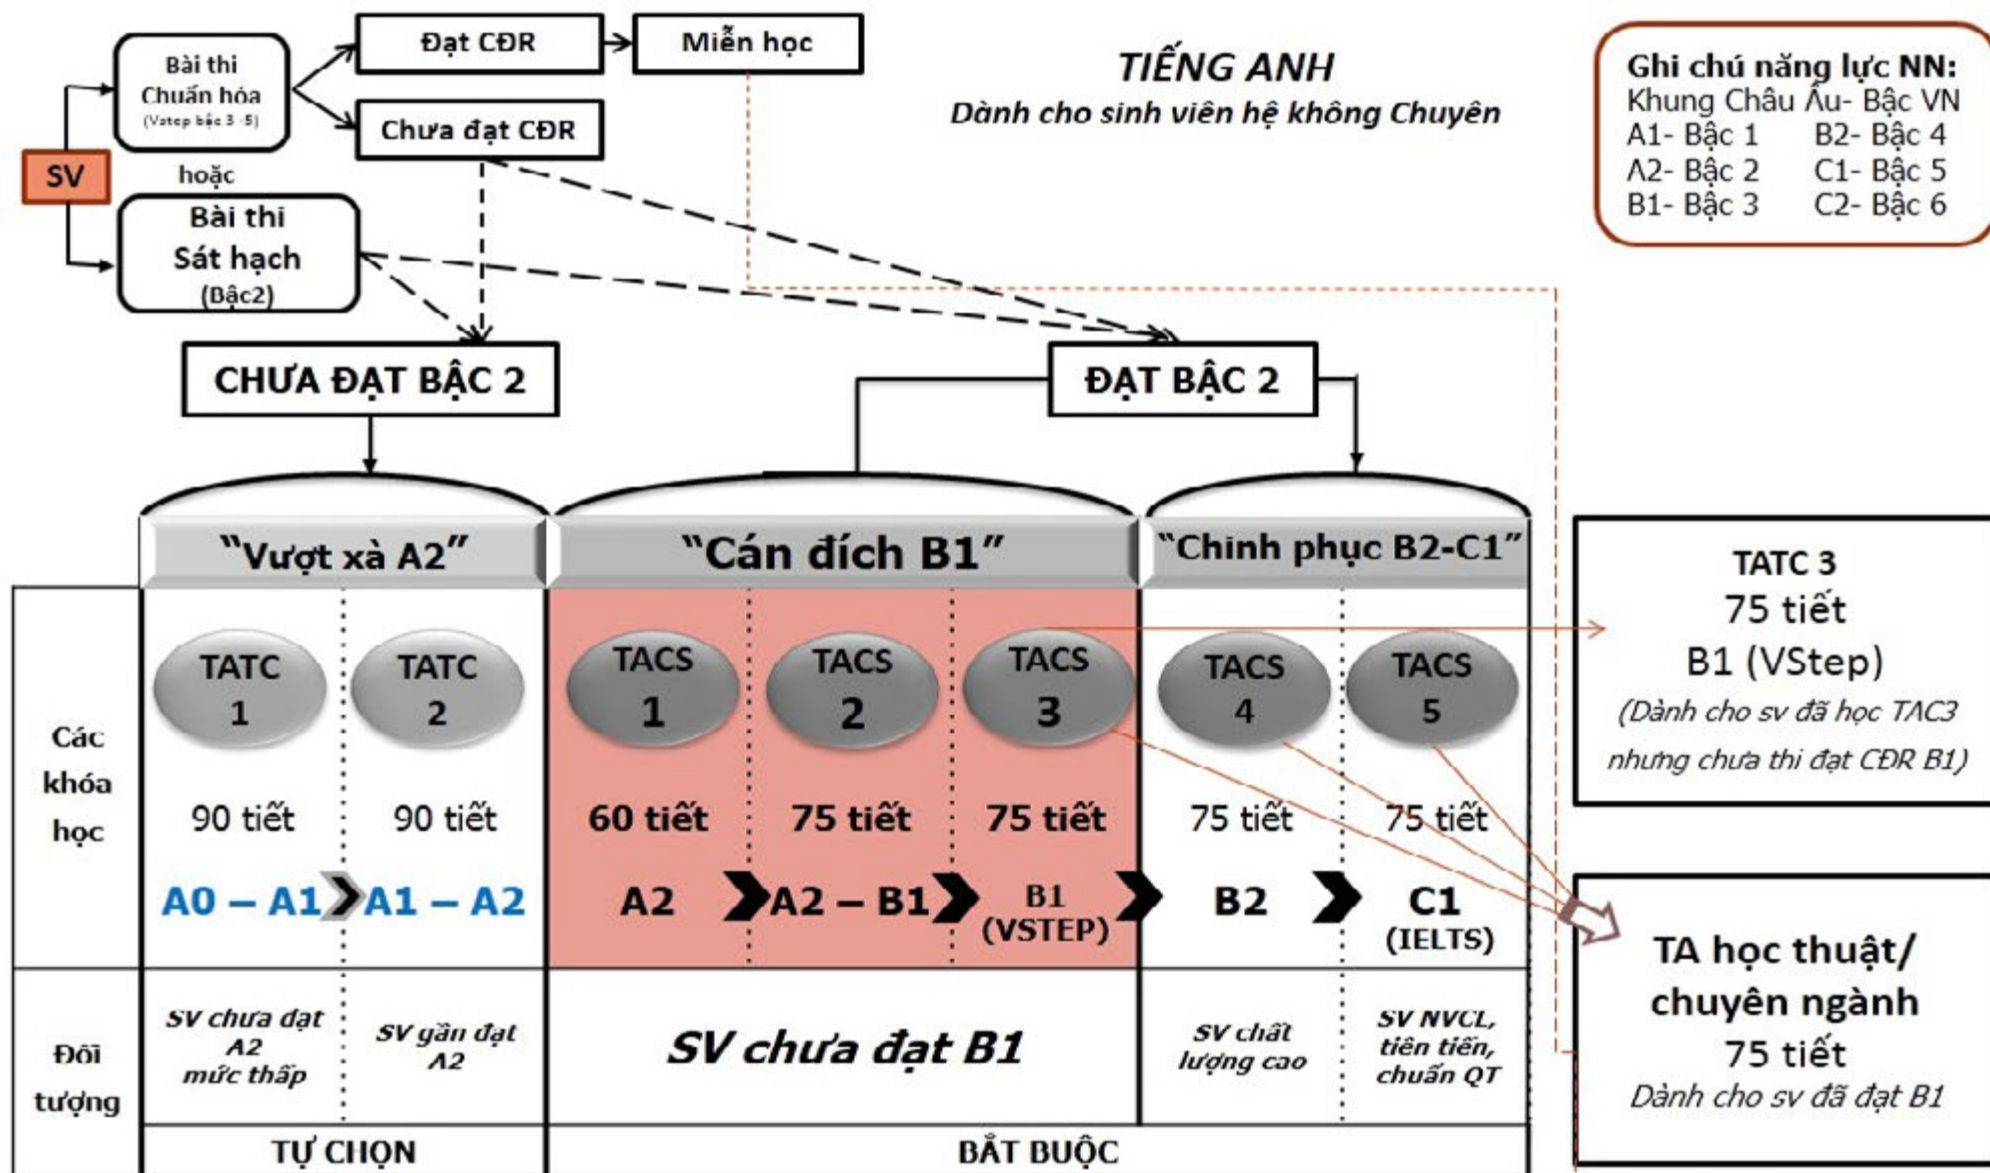 Bài thi
Chuẩn hóa
(Vstep bậc 3 -5)
Đạt CĐR
Miễn học
Chưa đạt CĐR
SV
hoặc
Bài thi
Sát hạch
(Bậc2)
TIẾNG ANH
Dành cho sinh viên hệ không Chuyên
Ghi chú năng lực NN:
Khung Châu Âu- Bậc VN
A1- Bậc 1 B2- Bậc 4
A2- Bậc 2 C1- Bậc 5
B1- Bậc 3 C2- Bậc 6
CHƯA ĐẠT BẬC 2
ĐẠT BẬC 2
“Vượt xà A2”
“Cán đích B1”
“Chinh phục B2-C1”
Các
khóa
học
TATC
1
90 tiết
A0 – A1
TATC
2
90 tiết
A1 – A2
TACS
1
60 tiết
A2
TACS
2
75 tiết
A2 – B1
TACS
3
75 tiết
B1
(VSTEP)
TACS
4
75 tiết
B2
TACS
5
75 tiết
C1
(IELTS)
Đối
tượng
SV chưa đạt
A2
mức thấp
SV gần đạt
A2
SV chưa đạt B1
SV chất
lượng cao
SV NVCL,
tiên tiến,
chuẩn QT
TỰ CHỌN
BẮT BUỘC
TATC 3
75 tiết
B1 (VStep)
(Dành cho sv đã học TAC3
nhưng chưa thi đạt CĐR B1)
TA học thuật/
chuyên ngành
75 tiết
Dành cho sv đã đạt B1